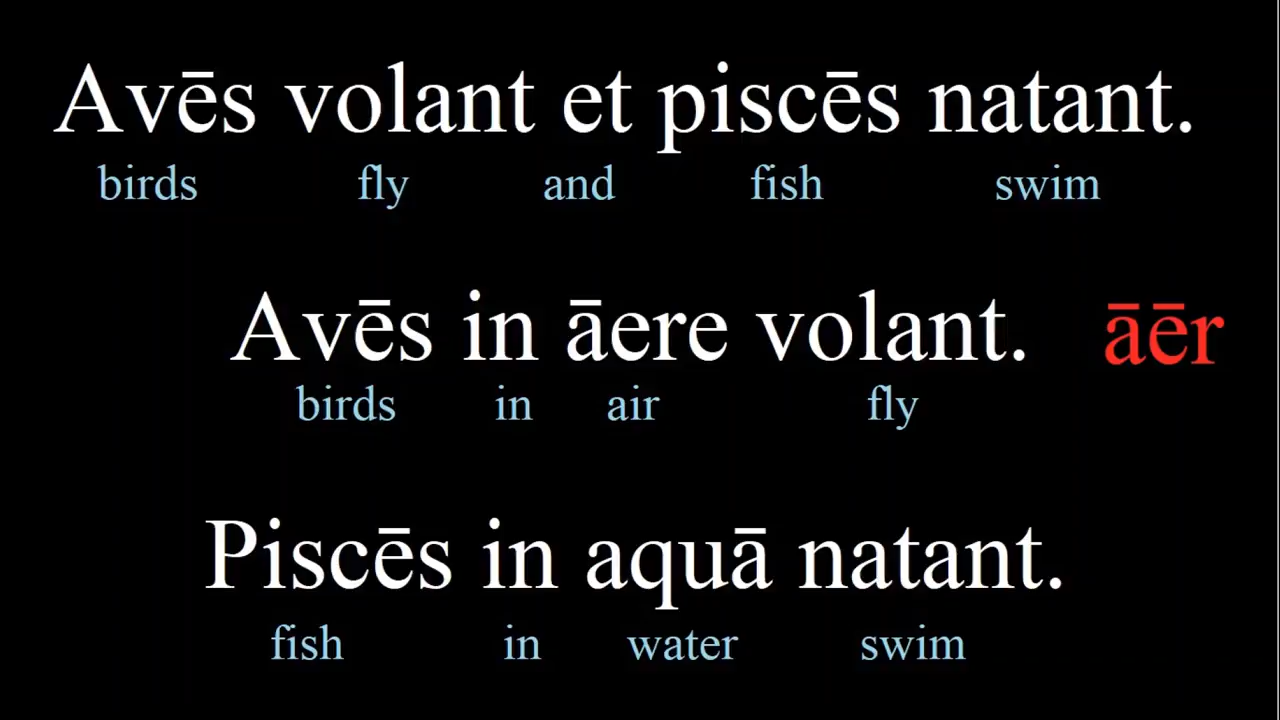 Avēs volant et piscēs natant.
birds fly and fish swim
Avēs in āere volant. āēr
birds in air fly
Piscēs in aquā natant.
fish in water swim